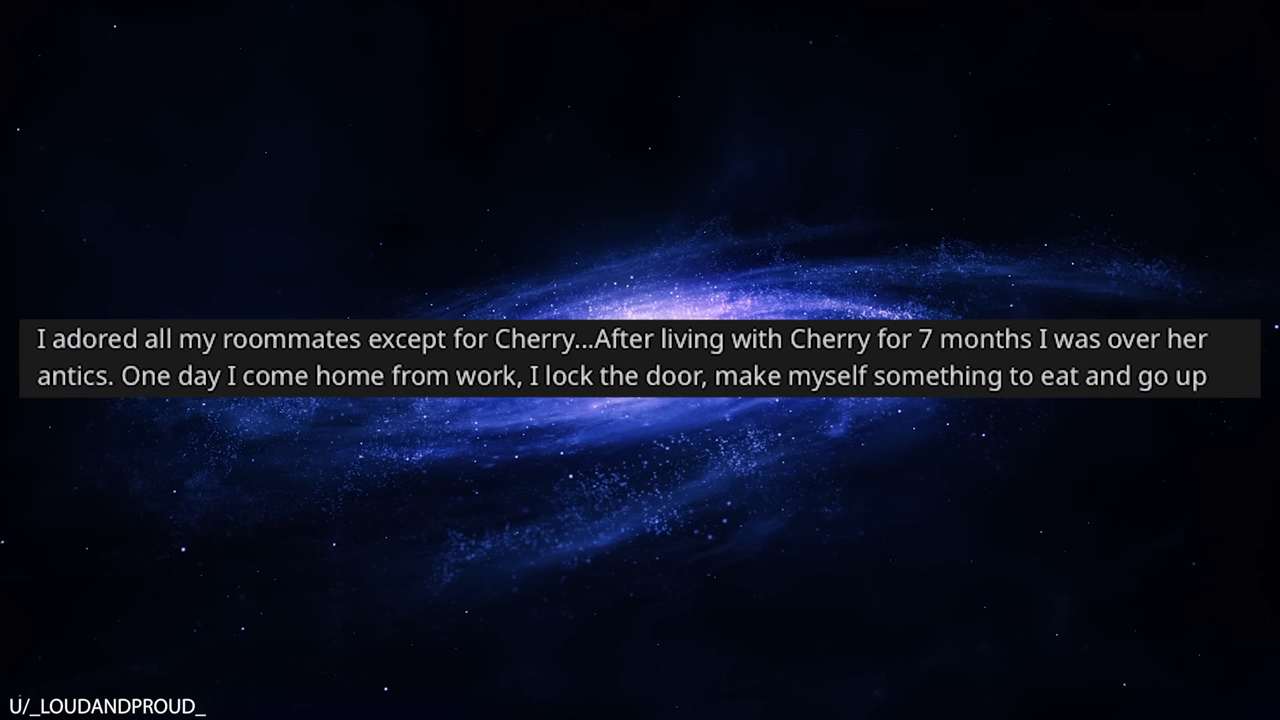 I adored all my roommates except for Cherry...After living with Cherry for 7 months I was over her
antics. One day I come home from work, I lock the door, make myself something to eat and go up
U/_LOUDANDPROUD_